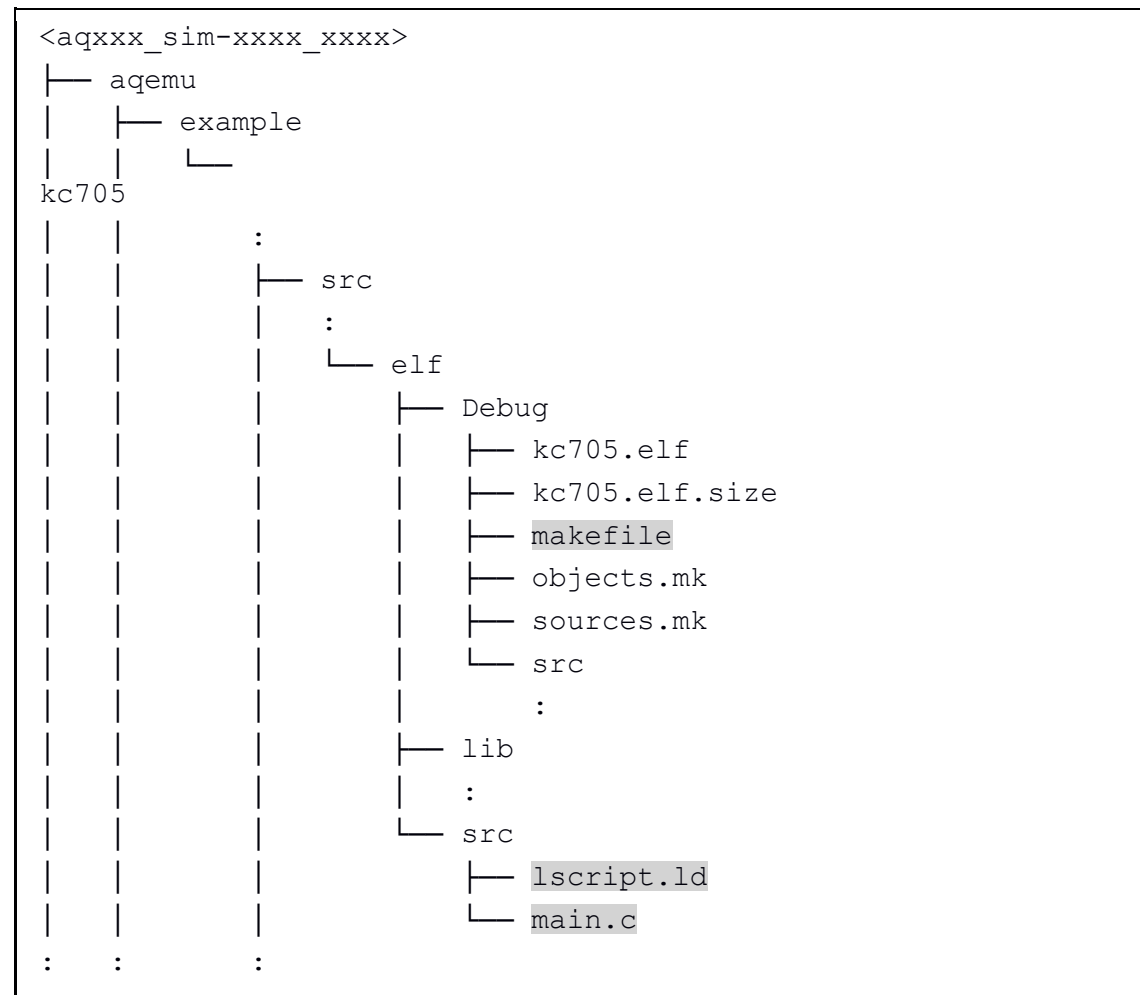 <aqxxx_sim-xxxx_xxxx>
├── aqemu
│   ├── example
│   │   └──
kc705
│   │       :
│   │       ├── src
│   │       │   :
│   │       │   └── elf
│   │       │       ├── Debug
│   │       │       │   ├── kc705.elf
│   │       │       │   ├── kc705.elf.size
│   │       │       │   ├── makefile
│   │       │       │   ├── objects.mk
│   │       │       │   ├── sources.mk
│   │       │       │   └── src
│   │       │       │       :
│   │       │       ├── lib
│   │       │       │   :
│   │       │       └── src
│   │       │           ├── lscript.ld
│   │       │           └── main.c
:   :       :